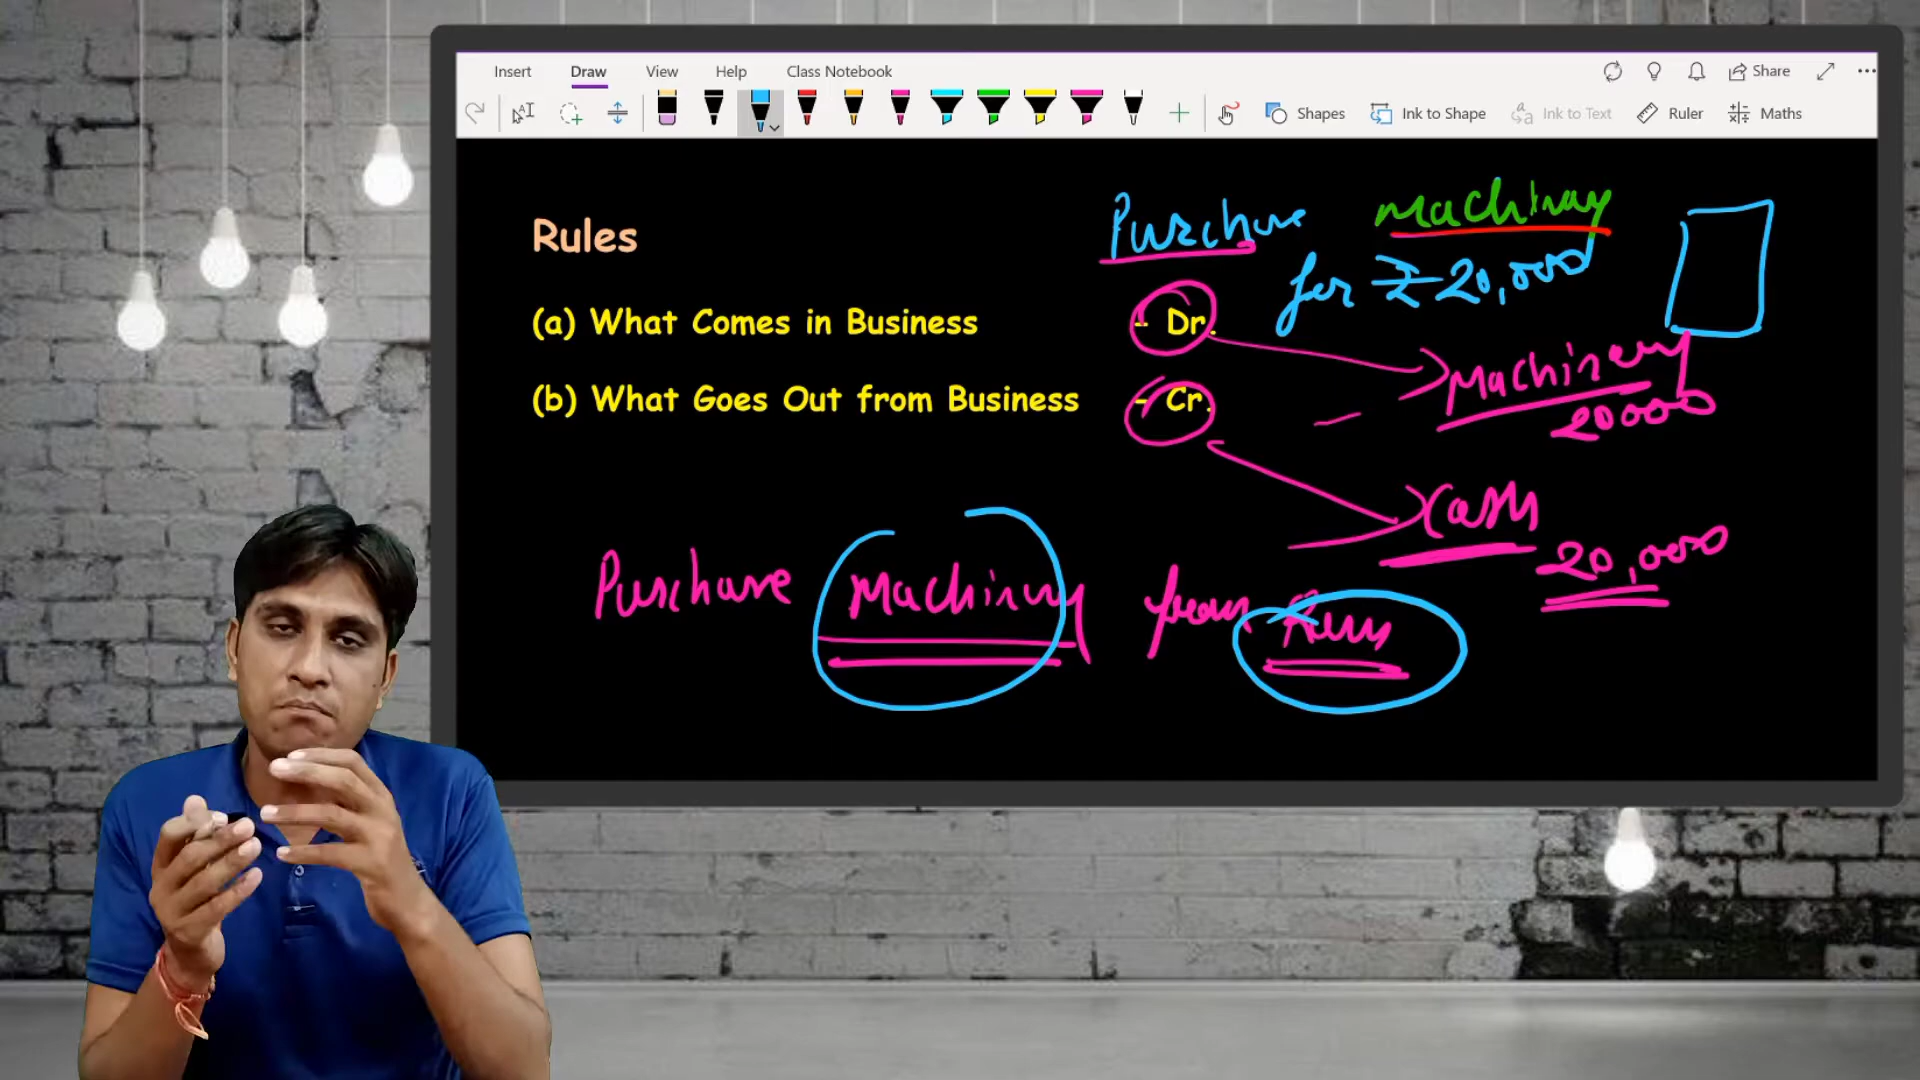 Insert Draw View Help Class Notebook Share
Shapes Ink to Shape Ink to Text Ruler Maths
Purchase machinay
Rules
for ₹ 20,000
(a) What Comes in Business - Dr.
Machinery
20000
(b) What Goes Out from Business - Cr.
Cash
20,000
Purchase Machinery from